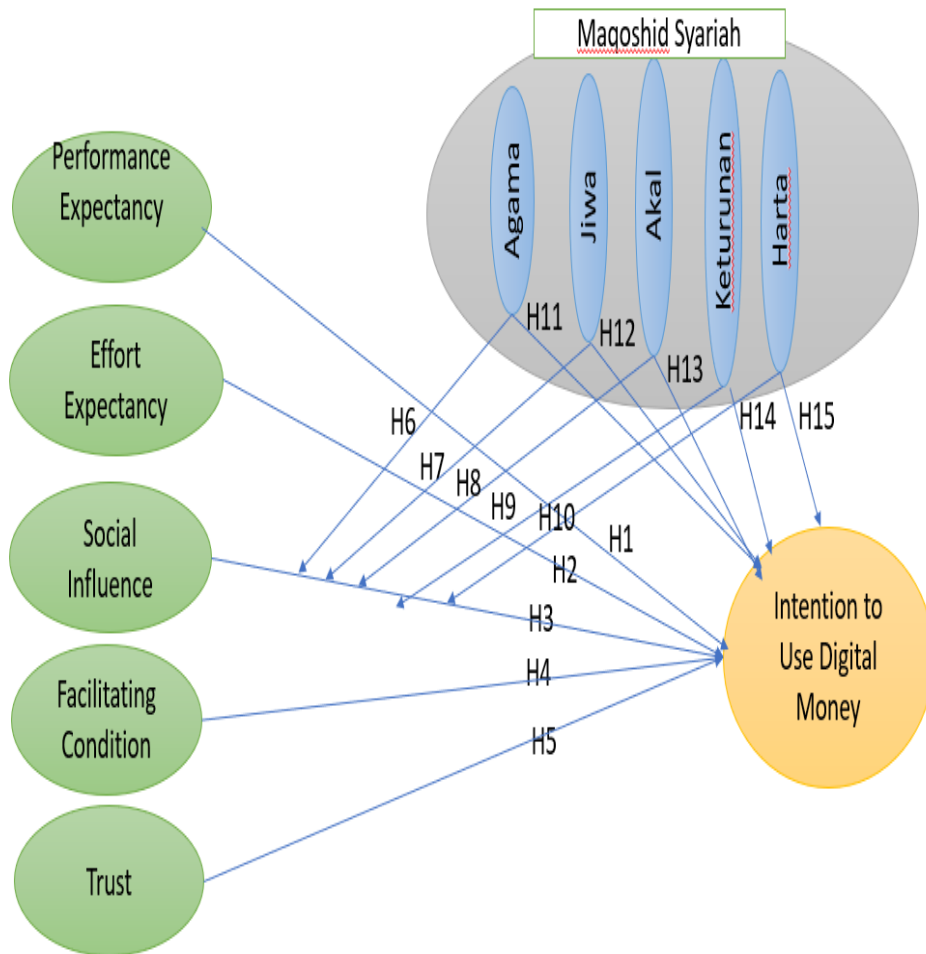 Maqoshid Syariah
Agama
Jiwa
Akal
Keturunan
Harta
Performance
Expectancy
Effort
Expectancy
Social
Influence
Facilitating
Condition
Trust
H11
H12
H13
H14
H15
H6
H7
H8
H9
H10
H1
H2
H3
H4
H5
Intention to
Use Digital
Money